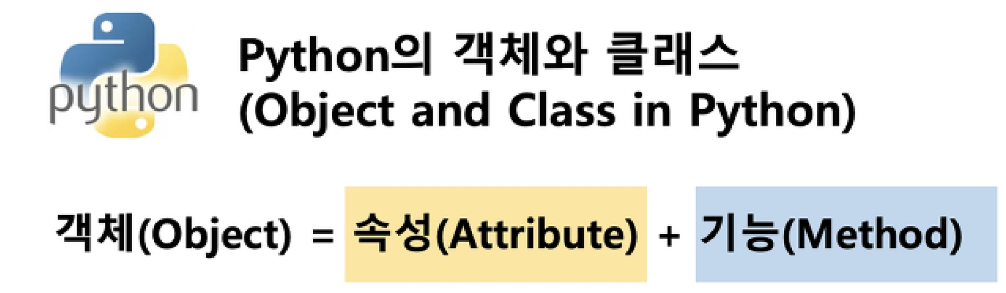 python
Python의 객체와 클래스
(Object and Class in Python)
객체(Object) = 속성(Attribute) + 기능(Method)